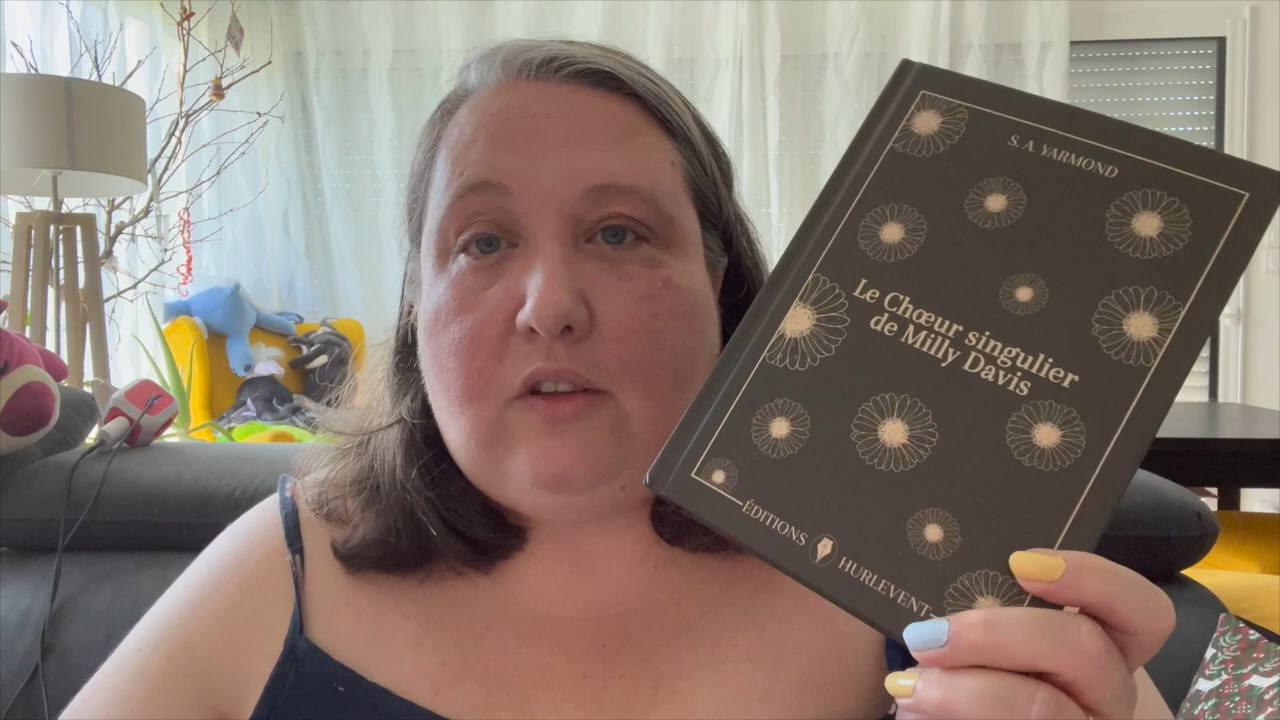 S. A. YARMOND
Le Chœur singulier
de Milly Davis
ÉDITIONS HURLEVENT